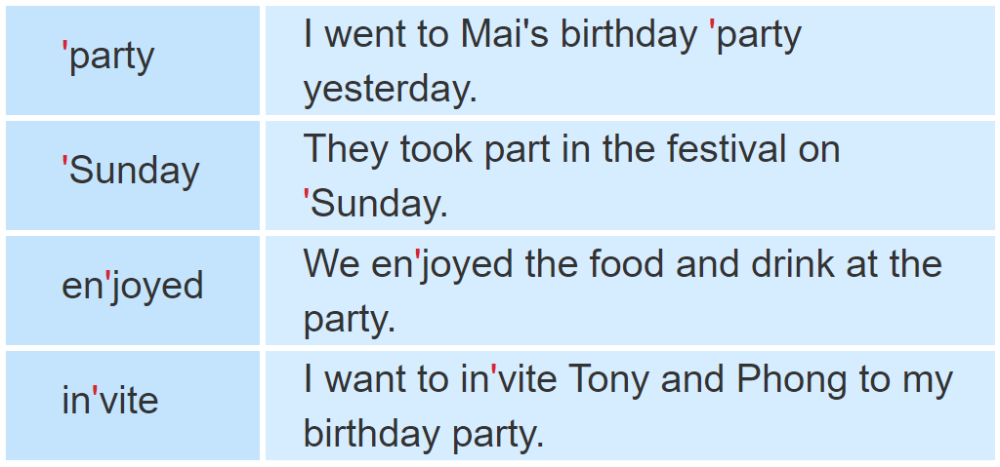 'party
I went to Mai's birthday 'party
yesterday.
'Sunday
They took part in the festival on
'Sunday.
en'joyed
We en'joyed the food and drink at the
party.
in'vite
I want to in'vite Tony and Phong to my
birthday party.